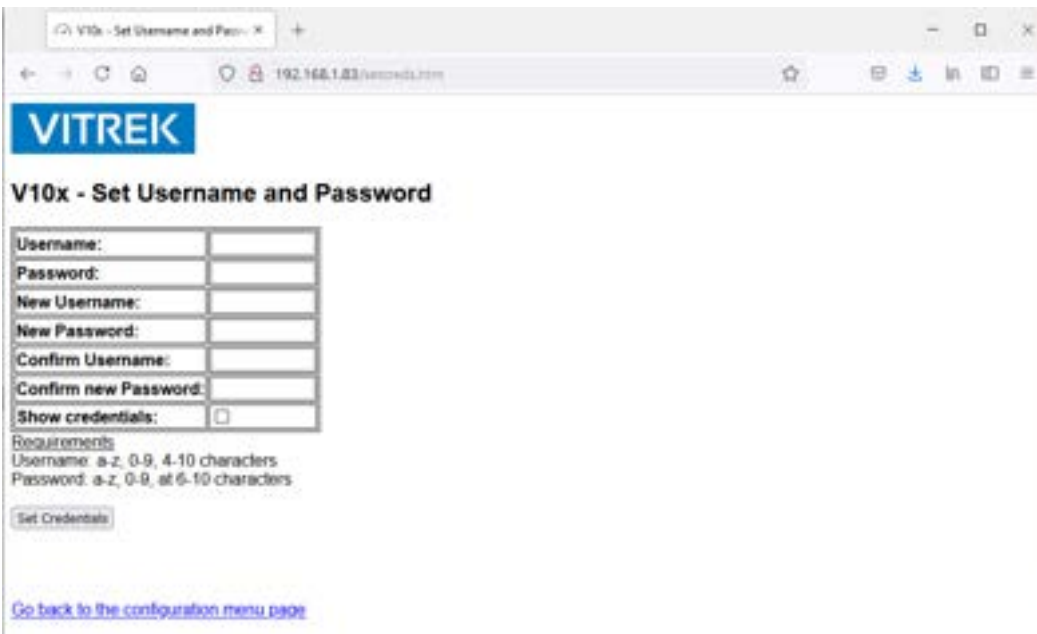 V10x - Set Username and Passw
192.168.1.83/
VITREK
V10x - Set Username and Password
Username:
Password:
New Username:
New Password:
Confirm Username:
Confirm new Password:
Show credentials:
Requirements
Username: a-z, 0-9, 4-10 characters
Password: a-z, 0-9, at 6-10 characters
Set Credentials
Go back to the configuration menu page